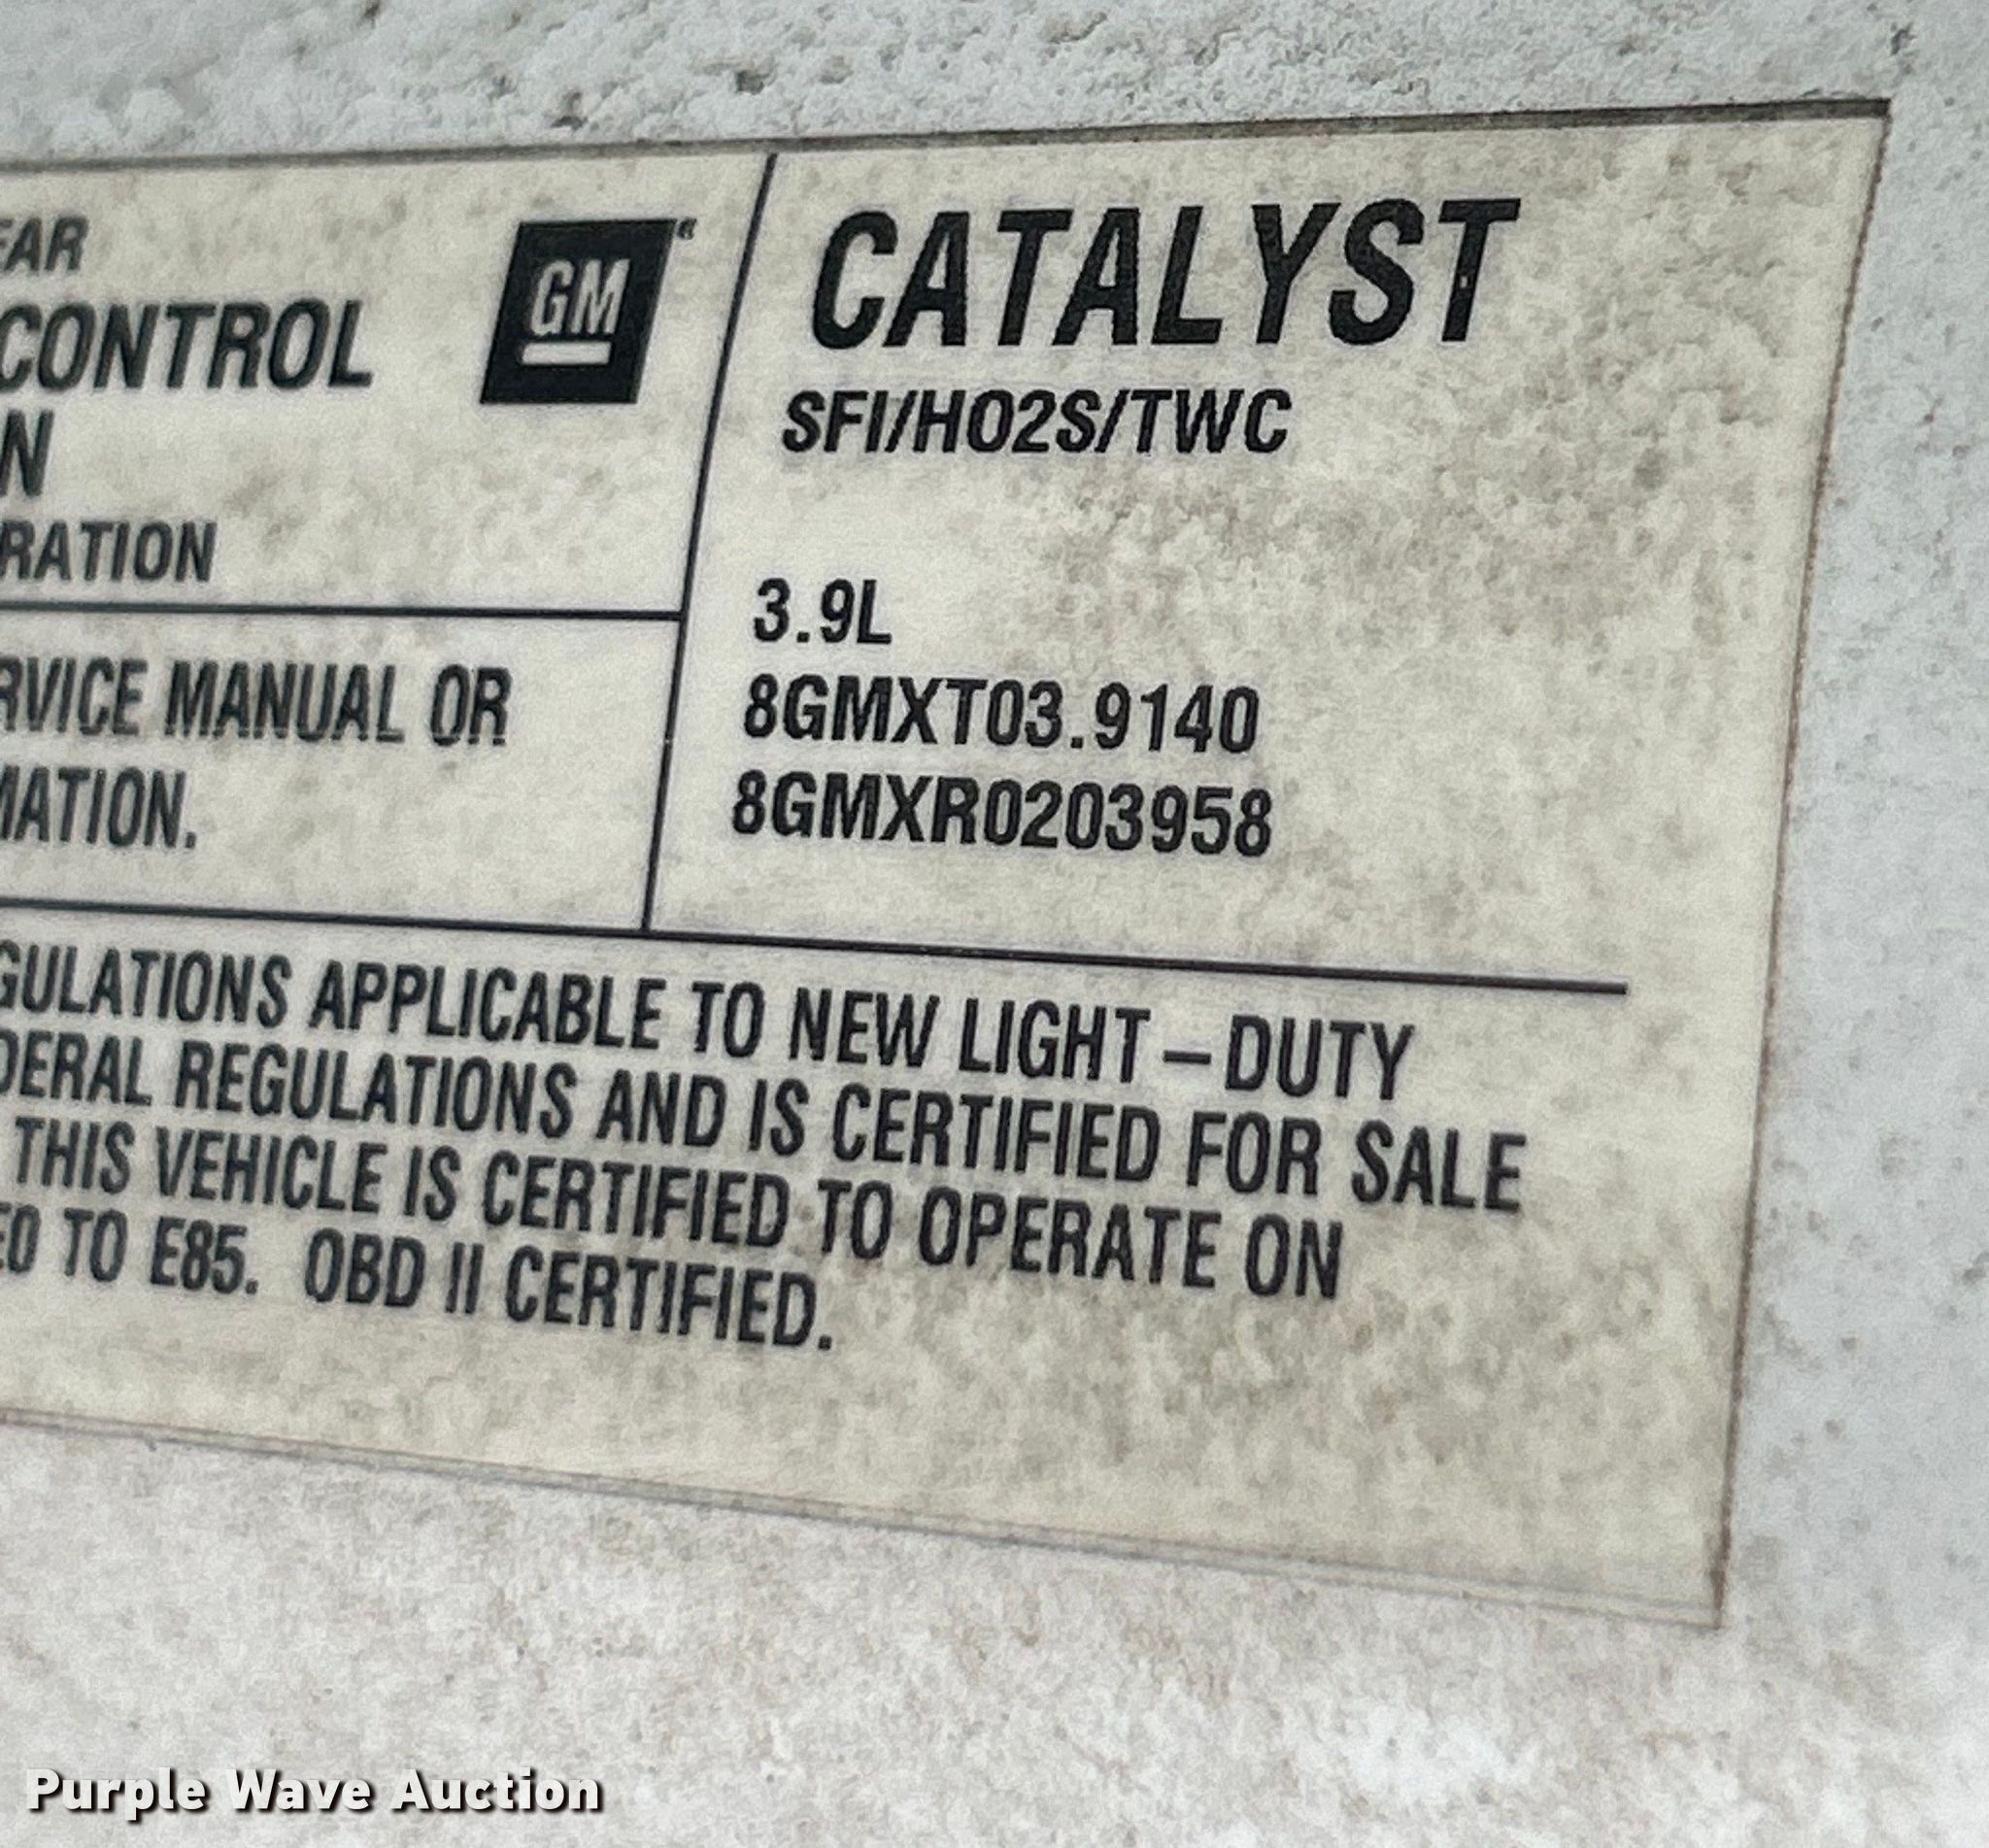 EAR
CONTROL
N
RATION
GM
CATALYST
SFI/HO2S/TWC
3.9L
8GMXT03.9140
8GMXR0203958
RVICE MANUAL OR
MATION.
GULATIONS APPLICABLE TO NEW LIGHT–DUTY
DERAL REGULATIONS AND IS CERTIFIED FOR SALE
THIS VEHICLE IS CERTIFIED TO OPERATE ON
E0 TO E85. OBD II CERTIFIED.
Purple Wave Auction